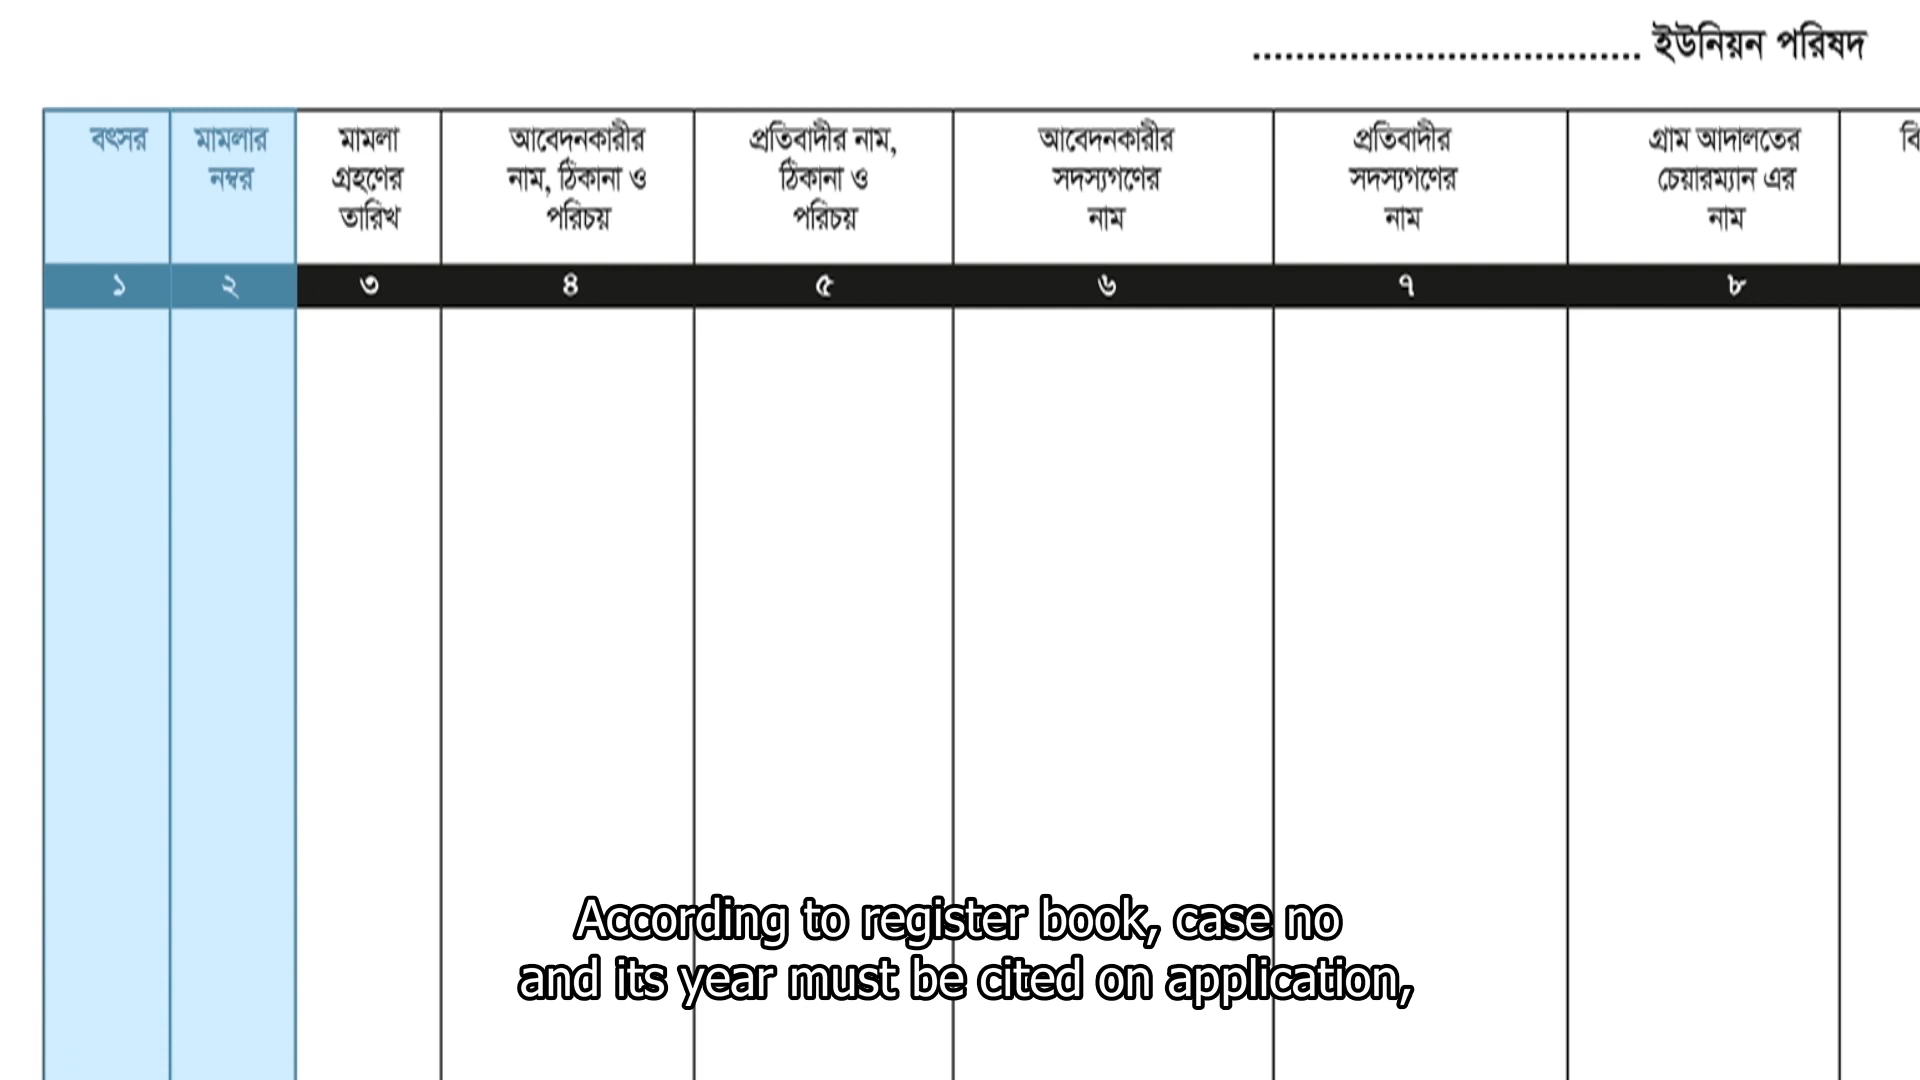 ................................... ইউনিয়ন পরিষদ
বৎসর
মামলার
নম্বর
মামলা
গ্রহণের
তারিখ
আবেদনকারীর
নাম, ঠিকানা ও
পরিচয়
প্রতিবাদীর নাম,
ঠিকানা ও
পরিচয়
আবেদনকারীর
সদস্যগণের
নাম
প্রতিবাদীর
সদস্যগণের
নাম
গ্রাম আদালতের
চেয়ারম্যান এর
নাম
১ ২ ৩ ৪ ৫ ৬ ৭ ৮
According to register book, case no
and its year must be cited on application,